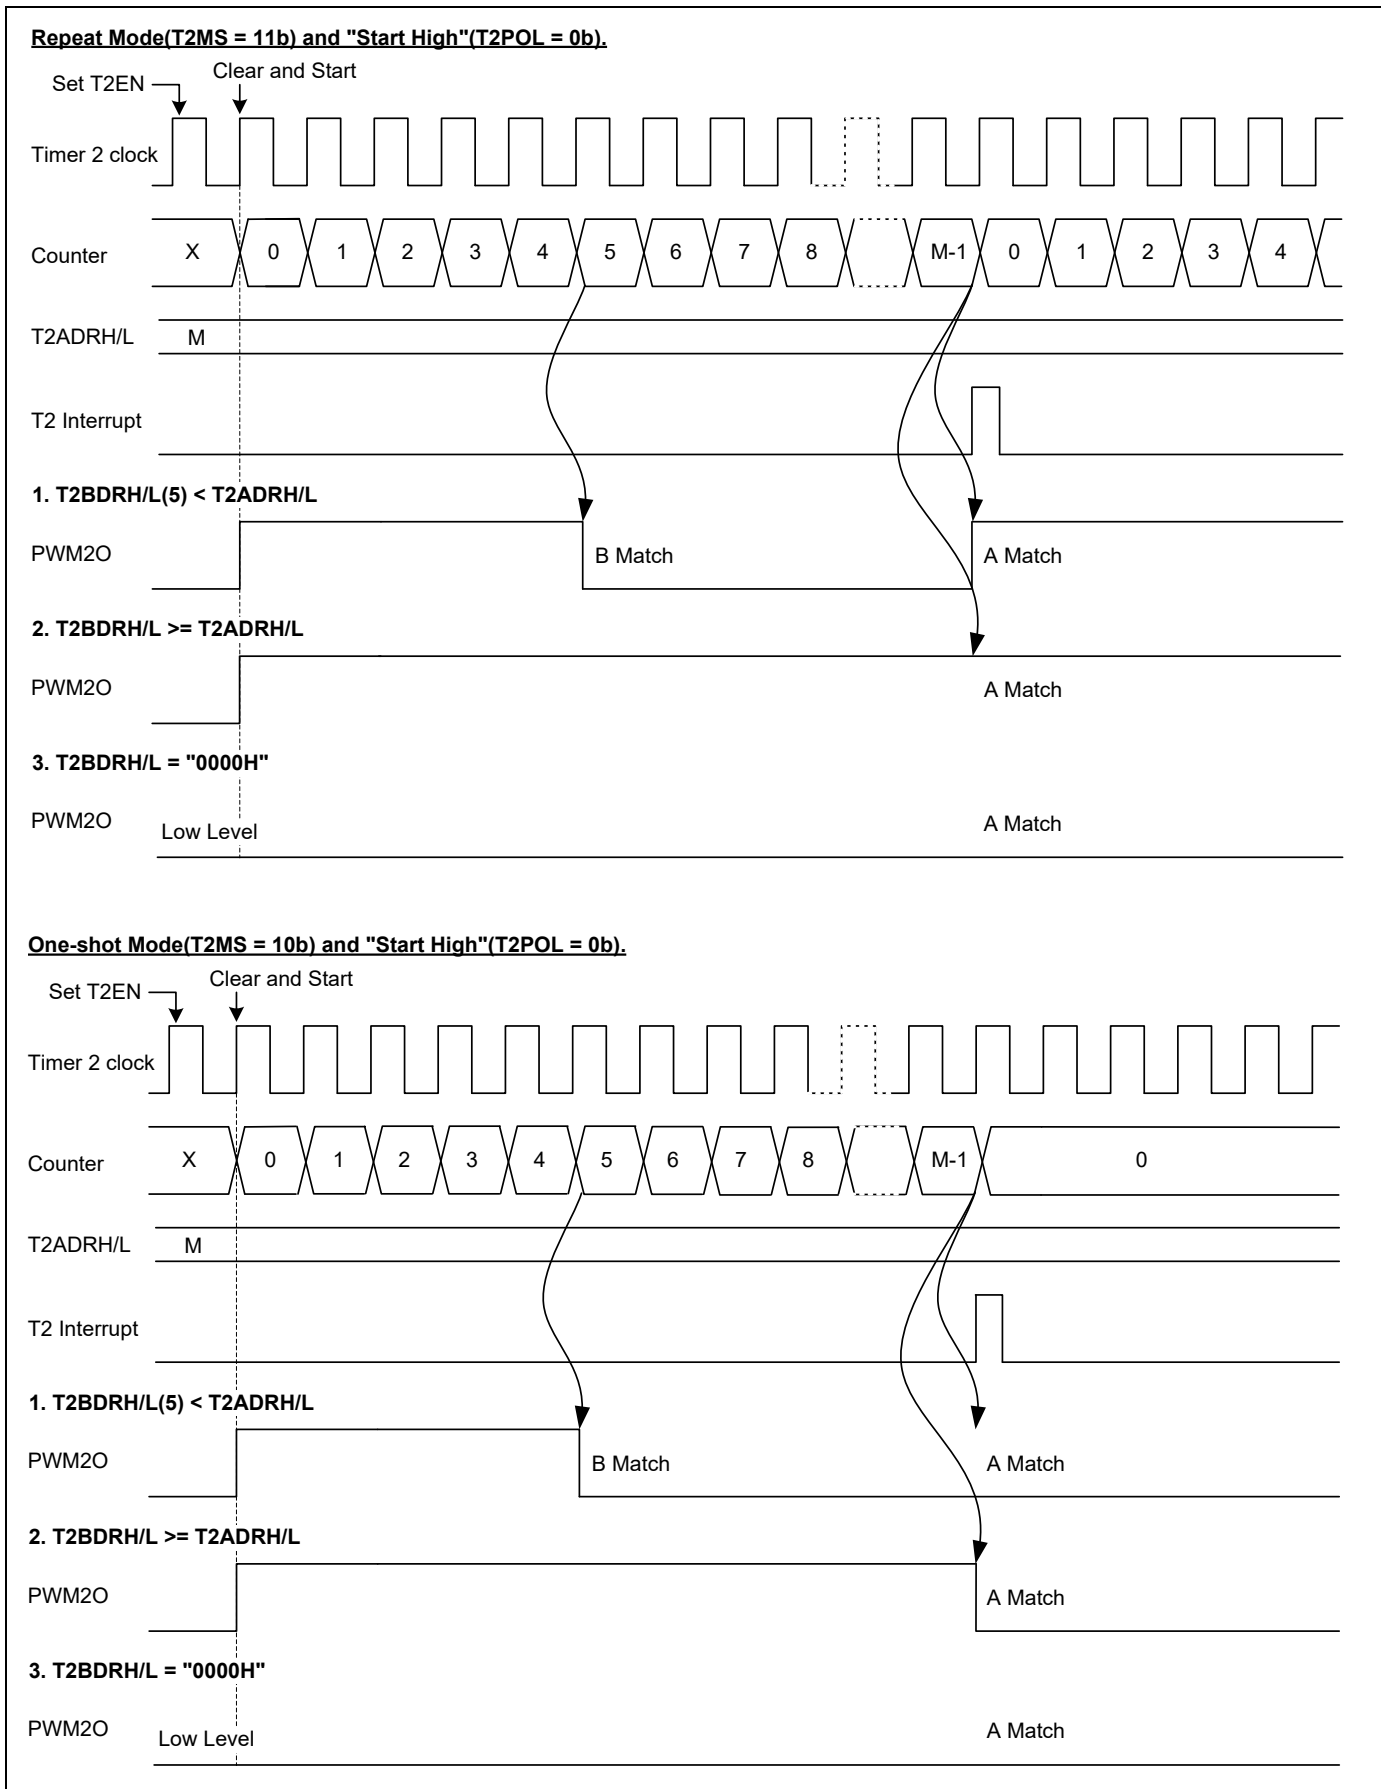 Repeat Mode(T2MS = 11b) and "Start High"(T2POL = 0b).
Set T2EN
Clear and Start
Timer 2 clock
Counter X 0 1 2 3 4 5 6 7 8 M-1 0 1 2 3 4
T2ADRH/L M
T2 Interrupt
1. T2BDRH/L(5) < T2ADRH/L
PWM2O B Match A Match
2. T2BDRH/L >= T2ADRH/L
PWM2O A Match
3. T2BDRH/L = "0000H"
PWM2O Low Level A Match
One-shot Mode(T2MS = 10b) and "Start High"(T2POL = 0b).
Set T2EN
Clear and Start
Timer 2 clock
Counter X 0 1 2 3 4 5 6 7 8 M-1 0
T2ADRH/L M
T2 Interrupt
1. T2BDRH/L(5) < T2ADRH/L
PWM2O B Match A Match
2. T2BDRH/L >= T2ADRH/L
PWM2O A Match
3. T2BDRH/L = "0000H"
PWM2O Low Level A Match